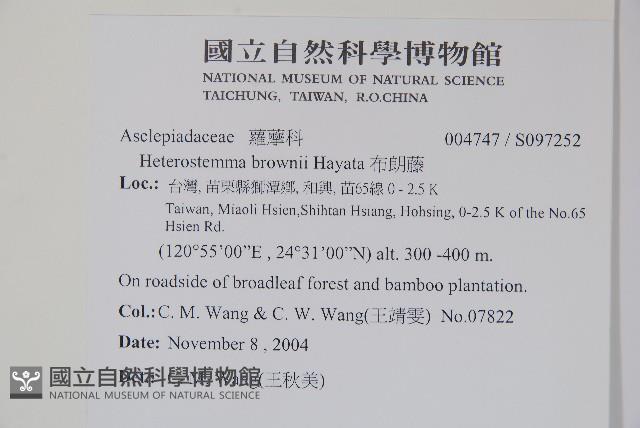 國立自然科學博物館
NATIONAL MUSEUM OF NATURAL SCIENCE
TAICHUNG, TAIWAN, R.O.CHINA
Asclepiadaceae 蘿藦科 004747 / S097252
Heterostemma brownii Hayata 布朗藤
Loc.: 台灣, 苗栗縣獅潭鄉, 和興, 苗65線 0 - 2.5 K
Taiwan, Miaoli Hsien,Shihtan Hsiang, Hohsing, 0-2.5 K of the No.65
Hsien Rd.
(120°55'00"E , 24°31'00"N) alt. 300 -400 m.
On roadside of broadleaf forest and bamboo plantation.
Col.: C. M. Wang & C. W. Wang(王靖雯) No.07822
Date: November 8 , 2004
(王秋美)
國立自然科學博物館
NATIONAL MUSEUM OF NATURAL SCIENCE